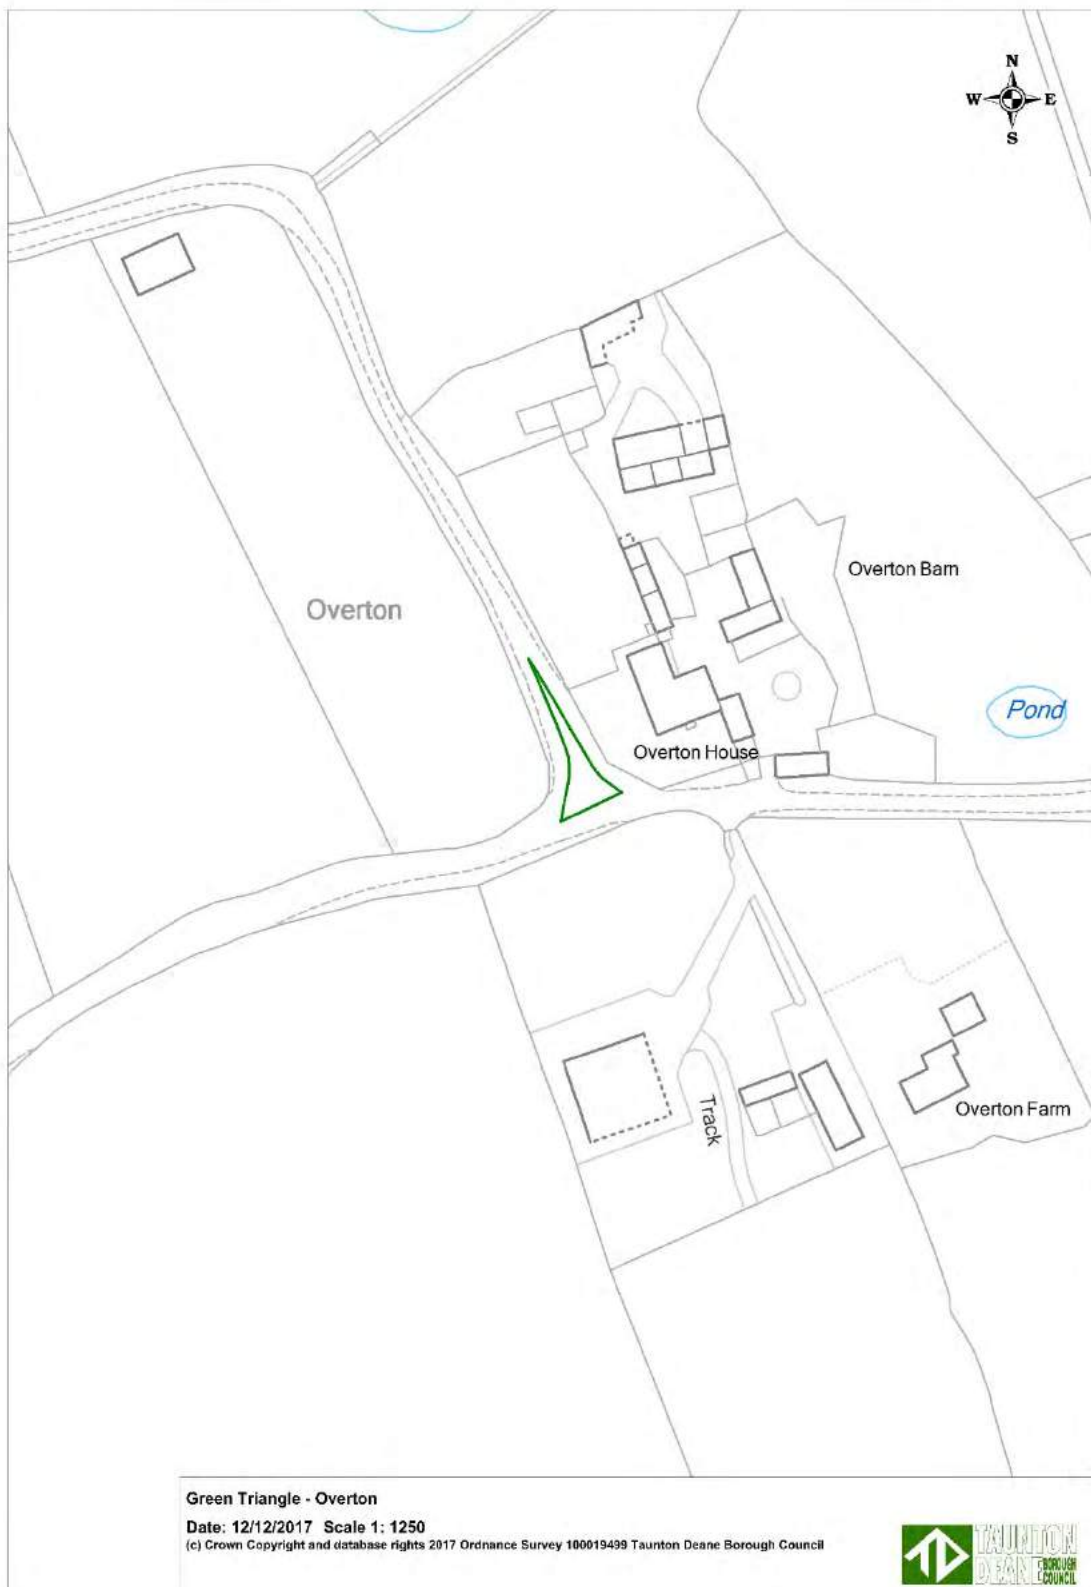 N
W E
S
Overton Barn
Overton
Pond
Overton House
Track
Overton Farm
Green Triangle - Overton
Date: 12/12/2017 Scale 1: 1250
(c) Crown Copyright and database rights 2017 Ordnance Survey 100019499 Taunton Deane Borough Council
TD
TAUNTON
DEANE BOROUGH
COUNCIL